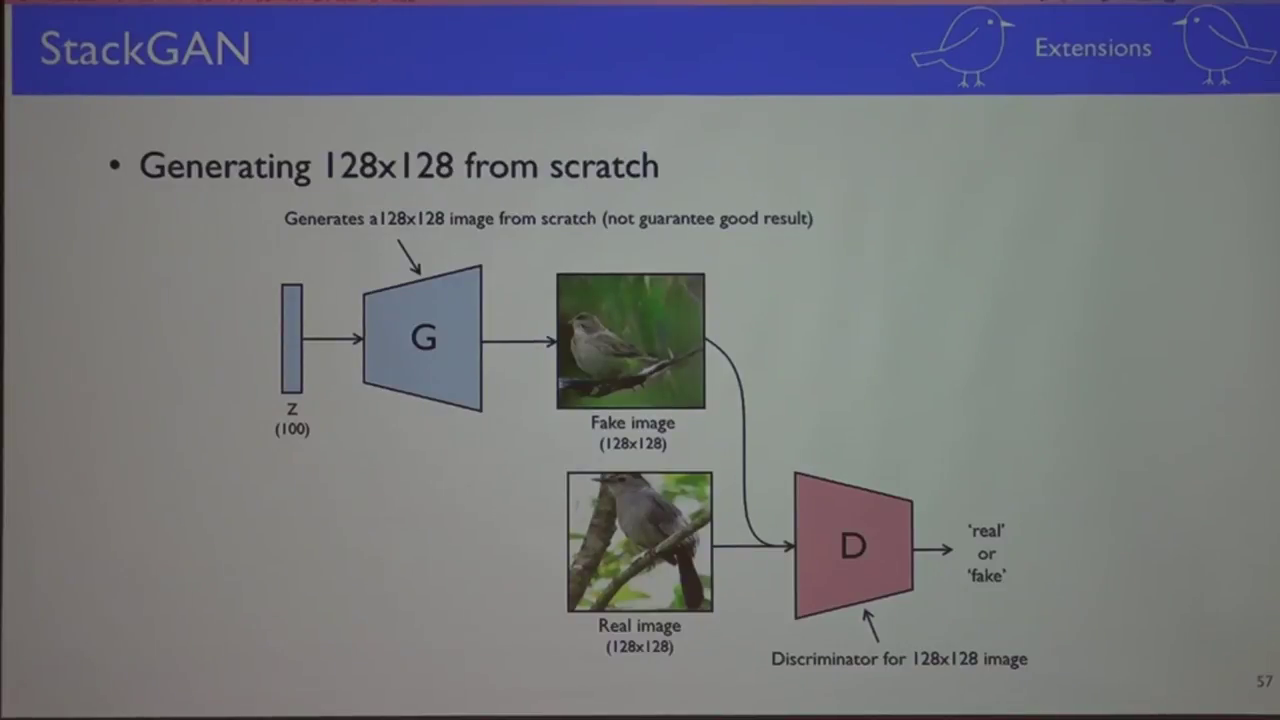 StackGAN
Extensions
• Generating 128x128 from scratch
Generates a128x128 image from scratch (not guarantee good result)
G
Z
(100)
Fake image
(128x128)
Real image
(128x128)
D
'real'
or
'fake'
Discriminator for 128x128 image
57